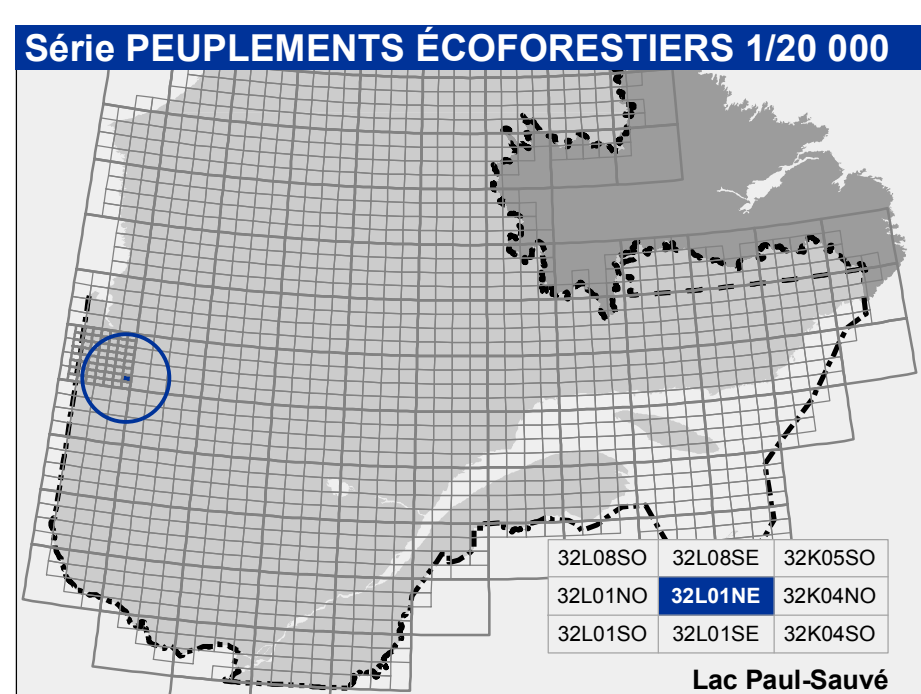 Série PEUPLEMENTS ÉCOFORESTIERS 1/20 000
32L08SO 32L08SE 32K05SO
32L01NO 32L01NE 32K04NO
32L01SO 32L01SE 32K04SO
Lac Paul-Sauvé